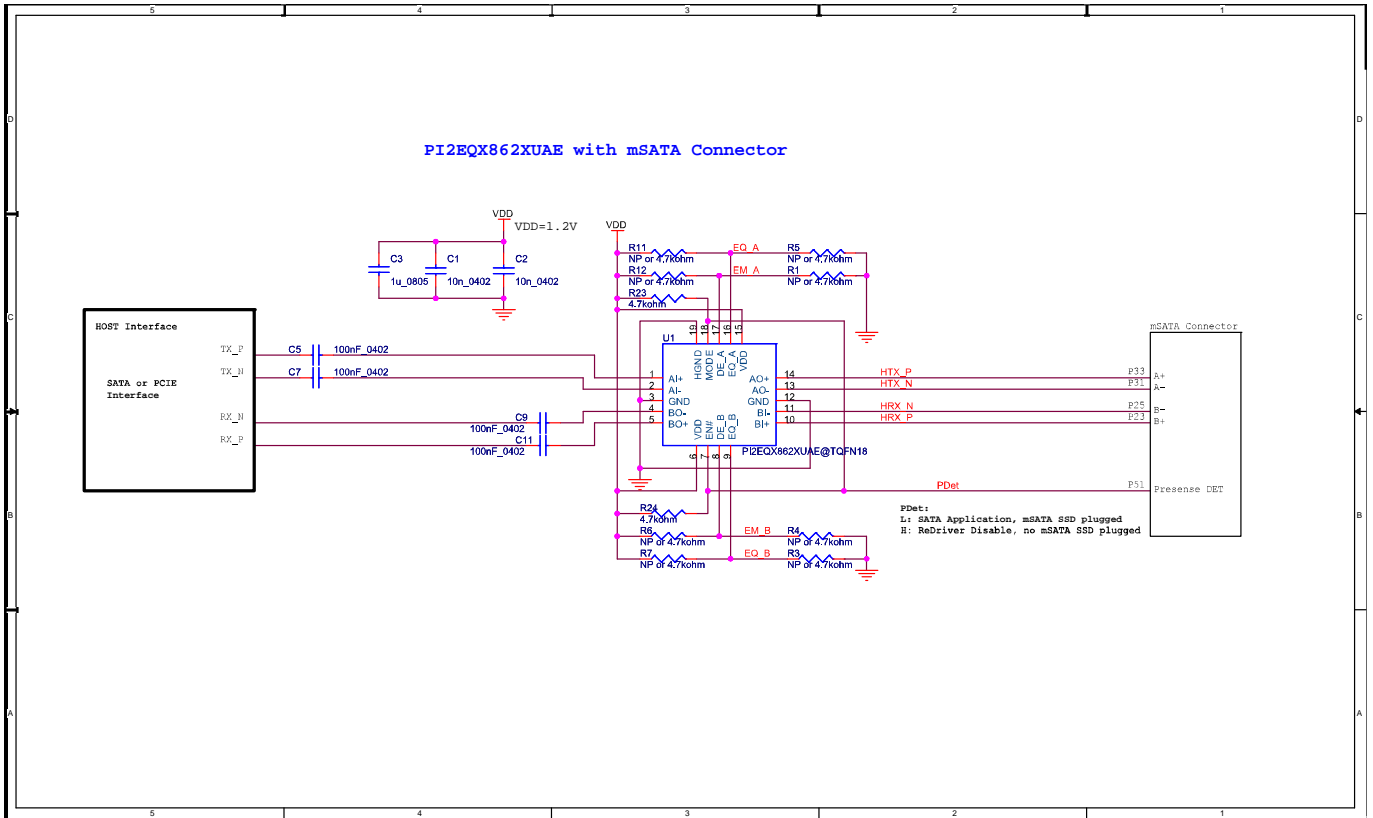 5 4 3 2 1
D D
PI2EQX862XUAE with mSATA Connector
VDD
VDD=1.2V
VDD
C3
1u_0805
C1
10n_0402
C2
10n_0402
R11
NP or 4.7kohm
EQ_A
R5
NP or 4.7kohm
R12
NP or 4.7kohm
EM_A
R1
NP or 4.7kohm
R23
4.7kohm
C C
HOST Interface
SATA or PCIE
Interface
TX_P
TX_N
RX_N
RX_P
C5 100nF_0402
C7 100nF_0402
C9
100nF_0402
C11
100nF_0402
U1
19 18 17 16 15
HGND MODE DE_A EQ_A VDD
1 AI+
2 AI-
3 GND
4 BO-
5 BO+
AO+ 14
AO- 13
GND 12
BI- 11
BI+ 10
VDD EN# DE_B EQ_B
6 7 8 9
PI2EQX862XUAE@TQFN18
HTX_P
HTX_N
HRX_N
HRX_P
mSATA Connector
P33 A+
P31 A-
P25 B-
P23 B+
PDet
P51 Presense DET
B B
R24
4.7kohm
R6
NP or 4.7kohm
EM_B
R4
NP or 4.7kohm
R7
NP or 4.7kohm
EQ_B
R3
NP or 4.7kohm
PDet:
L: SATA Application, mSATA SSD plugged
H: ReDriver Disable, no mSATA SSD plugged
A A
5 4 3 2 1